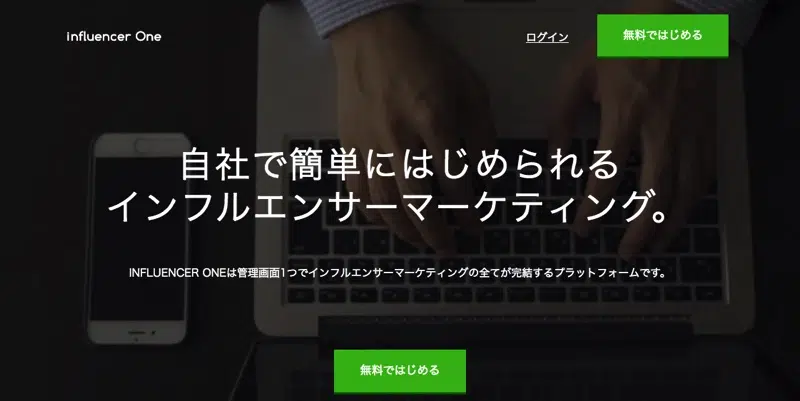 influencer One
ログイン
無料ではじめる
自社で簡単にはじめられる
インフルエンサーマーケティング。
INFLUENCER ONEは管理画面1つでインフルエンサーマーケティングの全てが完結するプラットフォームです。
無料ではじめる